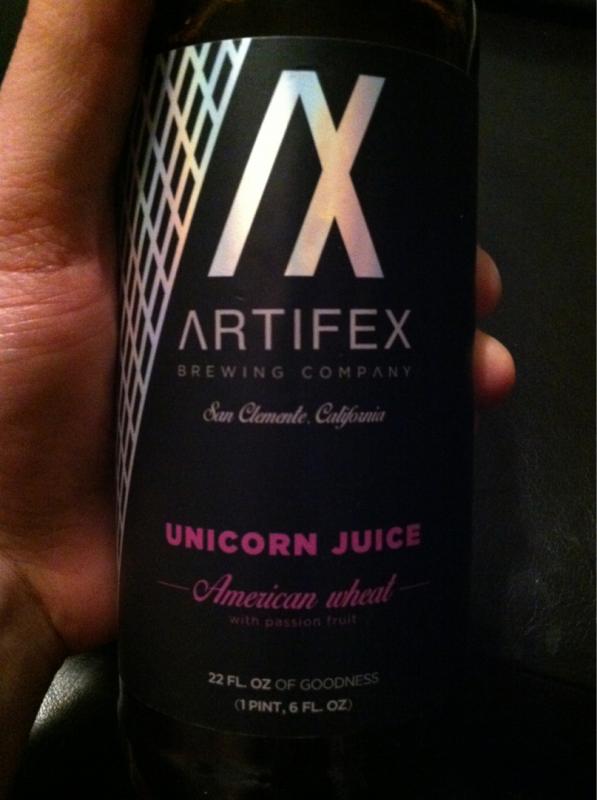 AX
ARTIFEX
BREWING COMPANY
San Clemente, California
UNICORN JUICE
American wheat
with passion fruit
22 FL. OZ OF GOODNESS
(1 PINT, 6 FL. OZ)